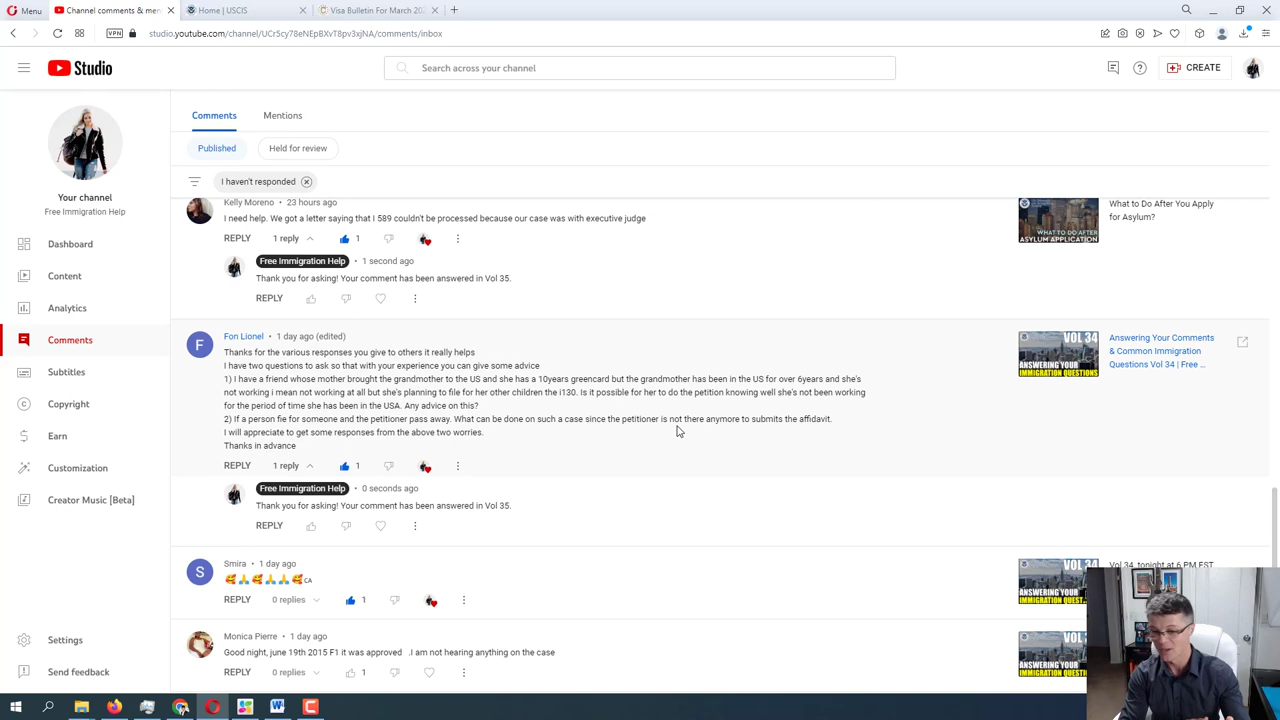 Menu
Channel comments & men
Home | USCIS
Visa Bulletin For March 202
VPN
studio.youtube.com/channel/UCr5cy78eNEpBXvT8pv3xjNA/comments/inbox
Studio
Search across your channel
CREATE
Your channel
Free Immigration Help
Dashboard
Content
Analytics
Comments
Subtitles
Copyright
Earn
Customization
Creator Music [Beta]
Settings
Send feedback
Comments
Mentions
Published
Held for review
I haven't responded
Kelly Moreno • 23 hours ago
I need help. We got a letter saying that I 589 couldn't be processed because our case was with executive judge
REPLY 1 reply 1
Free Immigration Help • 1 second ago
Thank you for asking! Your comment has been answered in Vol 35.
REPLY
WHAT TO DO AFTER
ASYLUM APPLICATION
What to Do After You Apply
for Asylum?
F
Fon Lionel • 1 day ago (edited)
Thanks for the various responses you give to others it really helps
I have two questions to ask so that with your experience you can give some advice
1) I have a friend whose mother brought the grandmother to the US and she has a 10years greencard but the grandmother has been in the US for over 6years and she's
not working i mean not working at all but she's planning to file for her other children the i130. Is it possible for her to do the petition knowing well she's not been working
for the period of time she has been in the USA. Any advice on this?
2) If a person fie for someone and the petitioner pass away. What can be done on such a case since the petitioner is not there anymore to submits the affidavit.
I will appreciate to get some responses from the above two worries.
Thanks in advance
REPLY 1 reply 1
VOL 34
ANSWERING YOUR
IMMIGRATION QUESTIONS
Answering Your Comments
& Common Immigration
Questions Vol 34 | Free ...
Free Immigration Help • 0 seconds ago
Thank you for asking! Your comment has been answered in Vol 35.
REPLY
S
Smira • 1 day ago
🥰🙏🥰🙏🙏🥰CA
REPLY 0 replies 1
ANSWERING YOUR
Vol 34, tonight at 6 PM EST
Monica Pierre • 1 day ago
Good night, june 19th 2015 F1 it was approved .I am not hearing anything on the case
REPLY 0 replies 1
ANSWERING YOUR